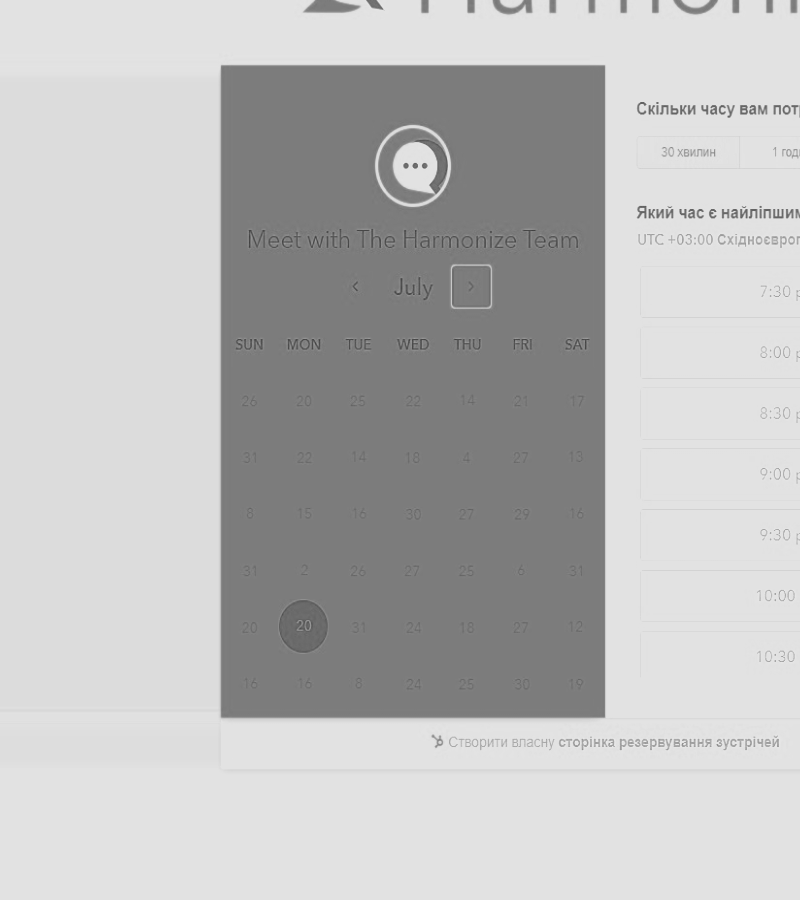 Harmoni
Meet with The Harmonize Team
July
SUN MON TUE WED THU FRI SAT
26 20 25 22 14 21 17
31 22 14 18 4 27 13
8 15 16 30 27 29 16
31 2 26 27 25 6 31
20 20 31 24 18 27 12
16 16 8 24 25 30 19
Скільки часу вам потр
30 хвилин 1 годи
Який час є найліпшим
UTC +03:00 Східноєвроп
7:30 p
8:00 p
8:30 p
9:00 p
9:30 p
10:00
10:30
Створити власну сторінка резервування зустрічей